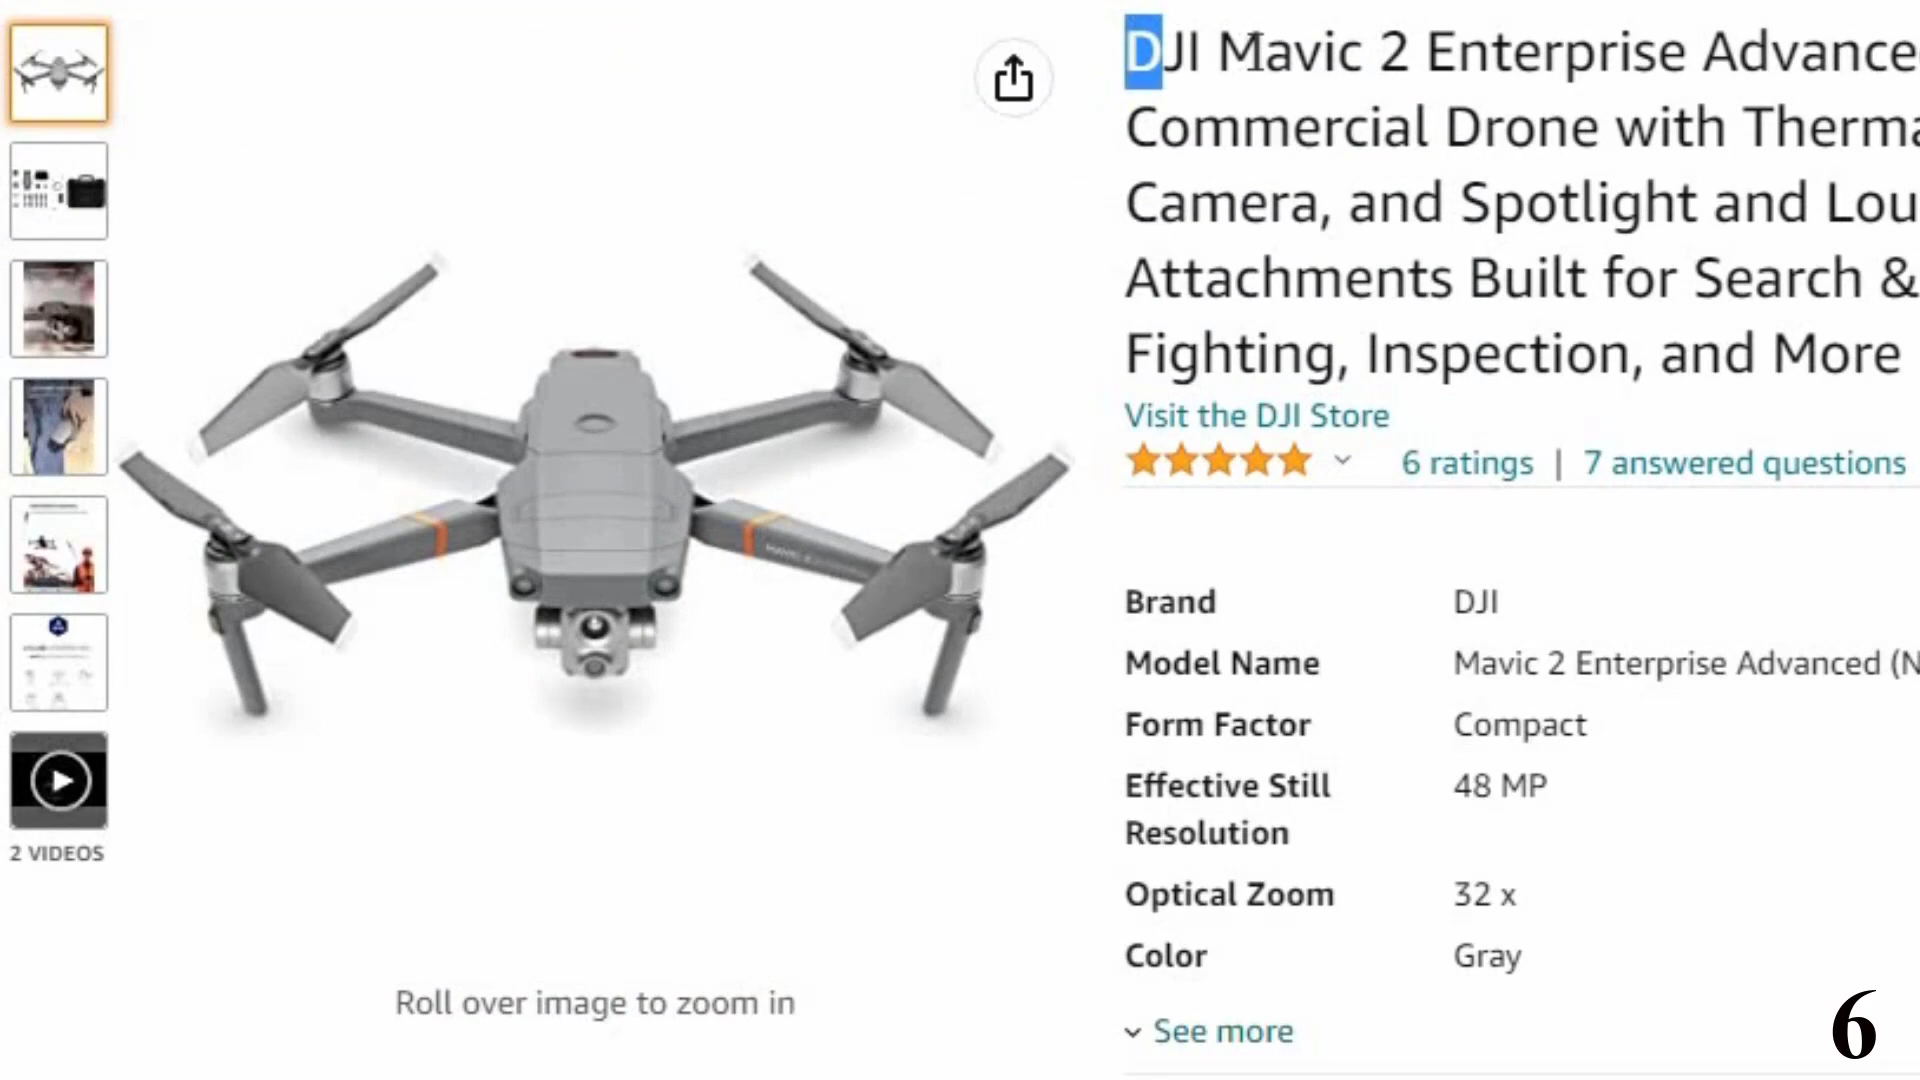 DJI Mavic 2 Enterprise Advance
Commercial Drone with Therma
Camera, and Spotlight and Lou
Attachments Built for Search &
Fighting, Inspection, and More
Visit the DJI Store
6 ratings | 7 answered questions
Brand DJI
Model Name Mavic 2 Enterprise Advanced (N
Form Factor Compact
Effective Still Resolution 48 MP
Optical Zoom 32 x
Color Gray
See more
2 VIDEOS
Roll over image to zoom in
6